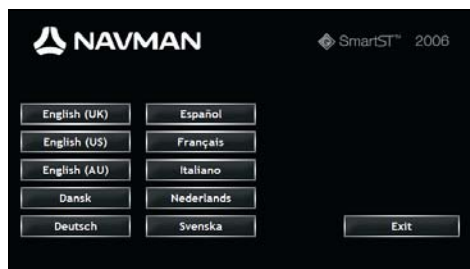 NAVMAN
SmartST™ 2006
English (UK)
English (US)
English (AU)
Dansk
Deutsch
Español
Français
Italiano
Nederlands
Svenska
Exit